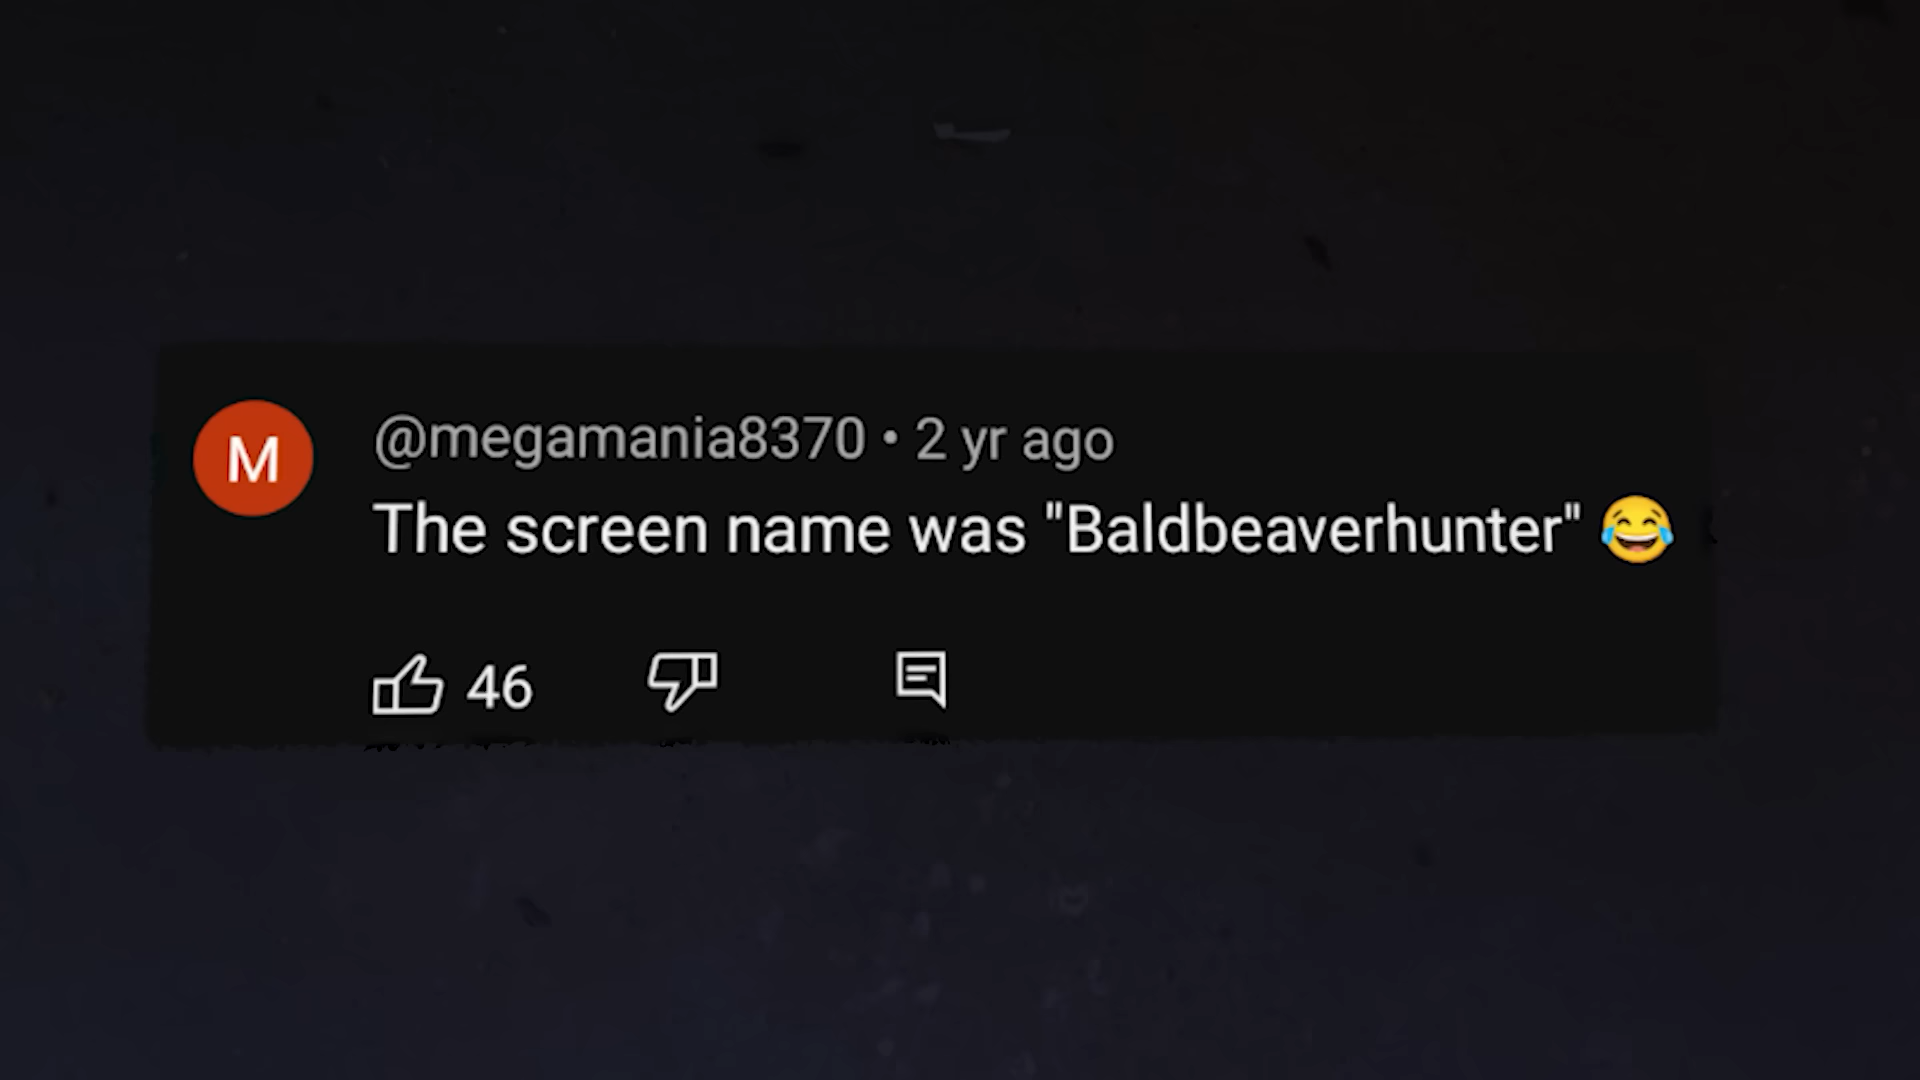 M
@megamania8370 • 2 yr ago
The screen name was "Baldbeaverhunter" 😂
46